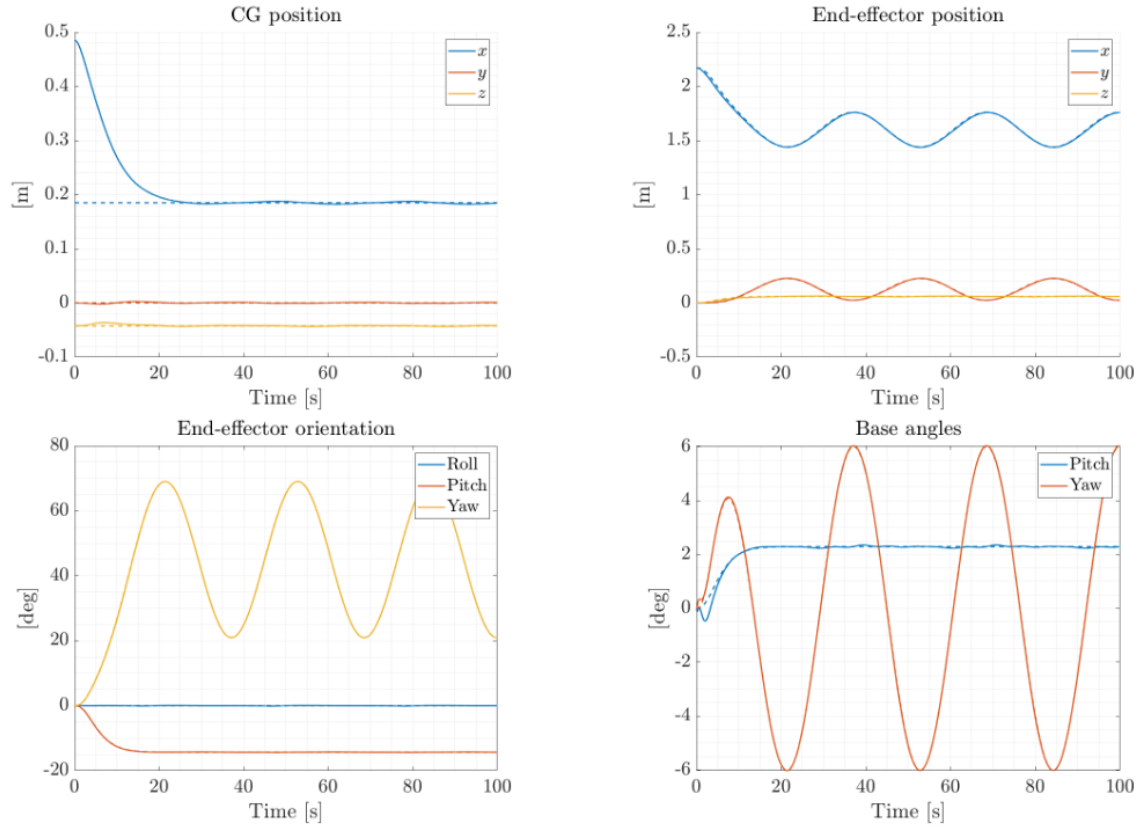 CG position
0.5
0.4
0.3
0.2
0.1
0
-0.1
[m]
x
y
z
0 20 40 60 80 100
Time [s]
End-effector position
2.5
2
1.5
1
0.5
0
-0.5
[m]
x
y
z
0 20 40 60 80 100
Time [s]
End-effector orientation
80
60
40
20
0
-20
[deg]
Roll
Pitch
Yaw
0 20 40 60 80 100
Time [s]
Base angles
6
4
2
0
-2
-4
-6
[deg]
Pitch
Yaw
0 20 40 60 80 100
Time [s]